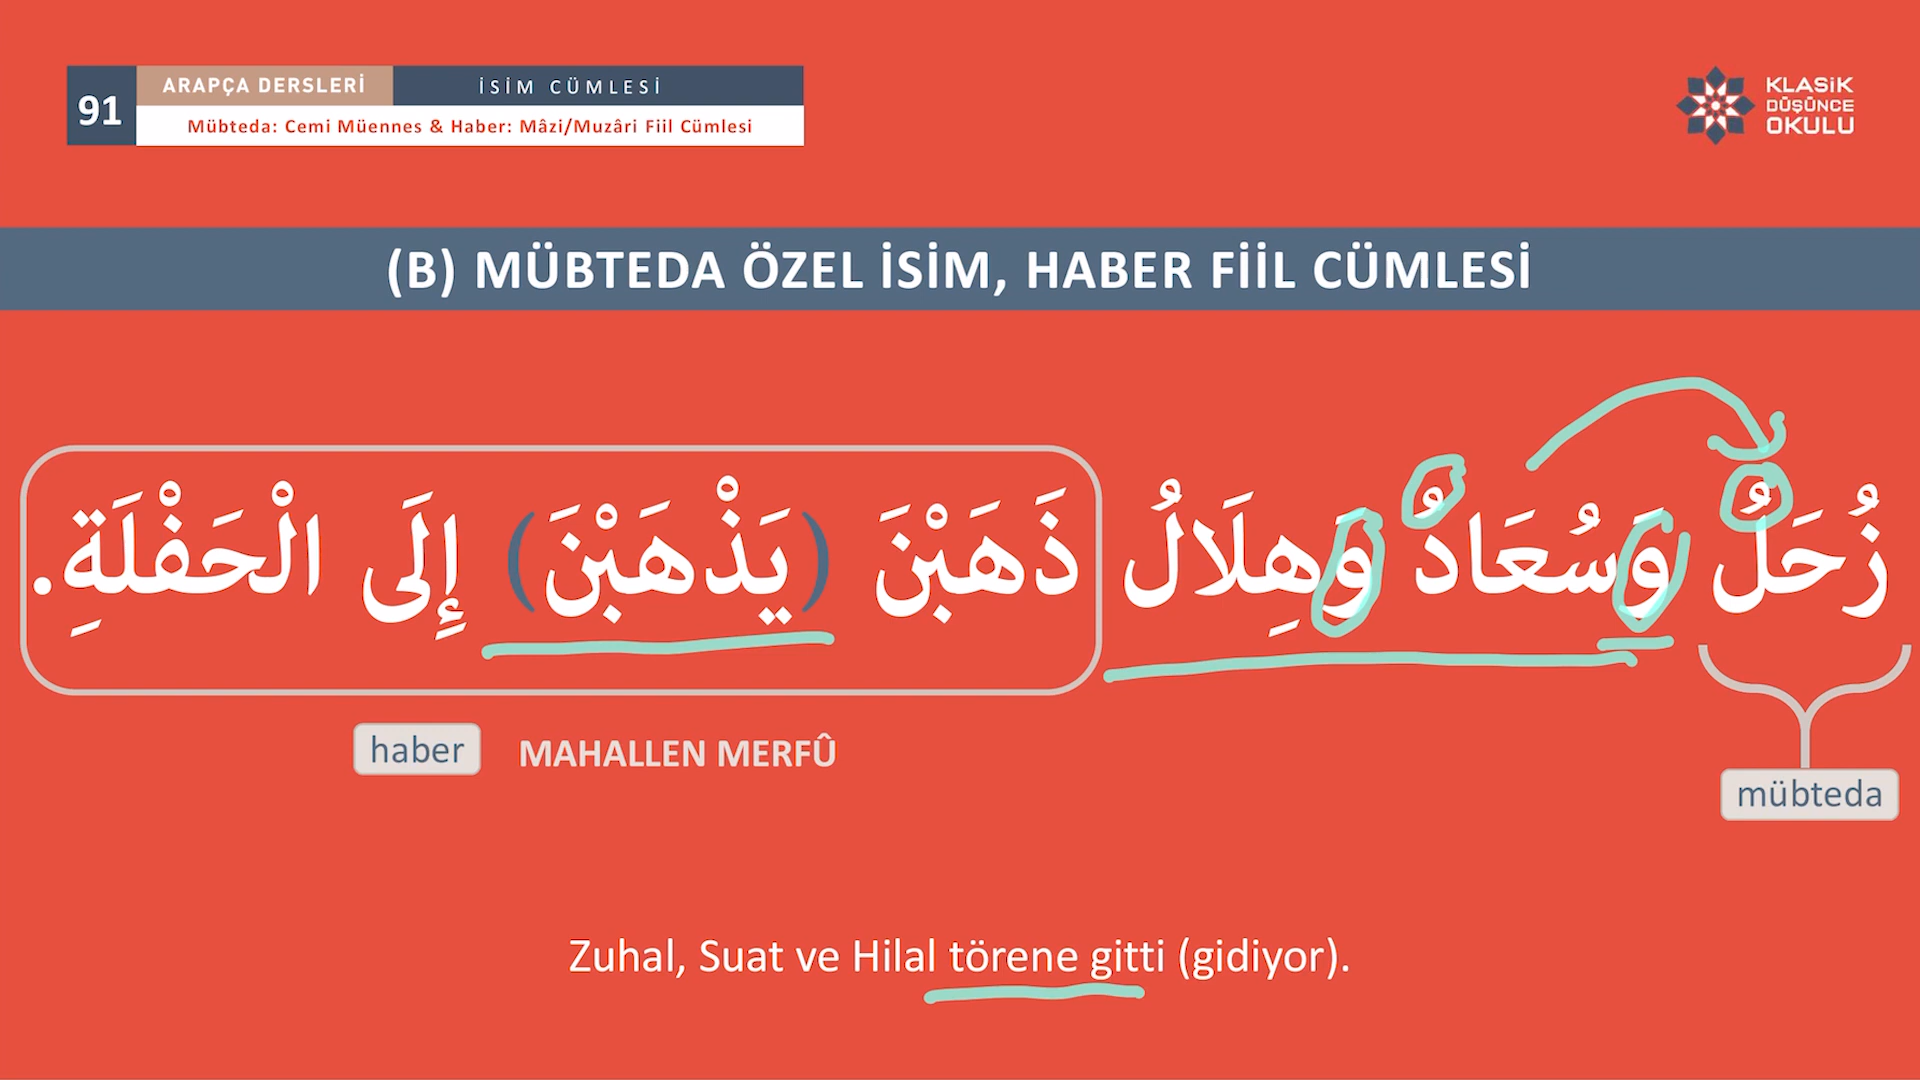 91
ARAPÇA DERSLERİ
İSİM CÜMLESİ
Mübteda: Cemi Müennes & Haber: Mâzi/Muzâri Fiil Cümlesi
KLASİK
DÜŞÜNCE
OKULU
(B) MÜBTEDA ÖZEL İSİM, HABER FİİL CÜMLESİ
زُحَلٌ وَسُعَادٌ وَهِلَالُ ذَهَبْنَ (يَذْهَبْنَ) إِلَى الْحَفْلَةِ.
haber
MAHALLEN MERFÛ
mübteda
Zuhal, Suat ve Hilal törene gitti (gidiyor).